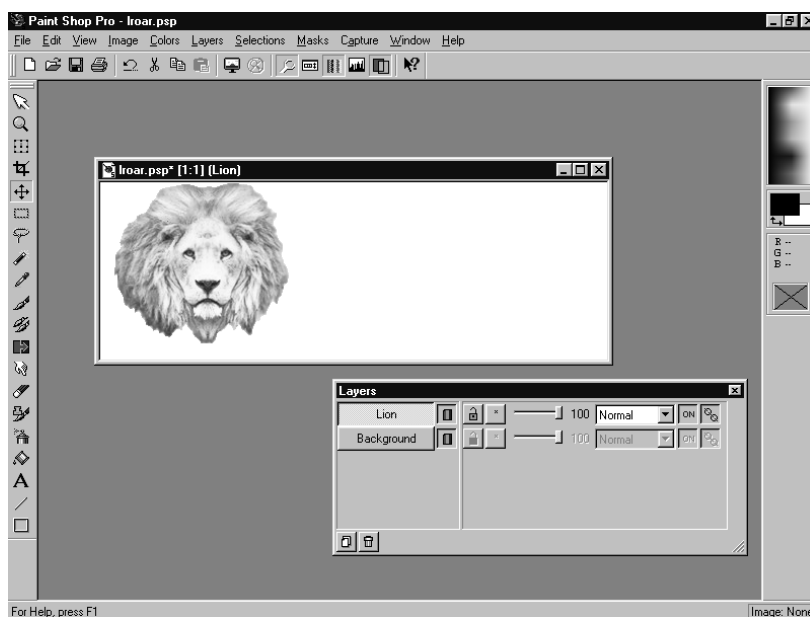 Paint Shop Pro - lroar.psp
File Edit View Image Colors Layers Selections Masks Capture Window Help
lroar.psp* [1:1] (Lion)
R --
G --
B --
Layers
Lion 100 Normal ON
Background 100 Normal ON
A
For Help, press F1 Image: None